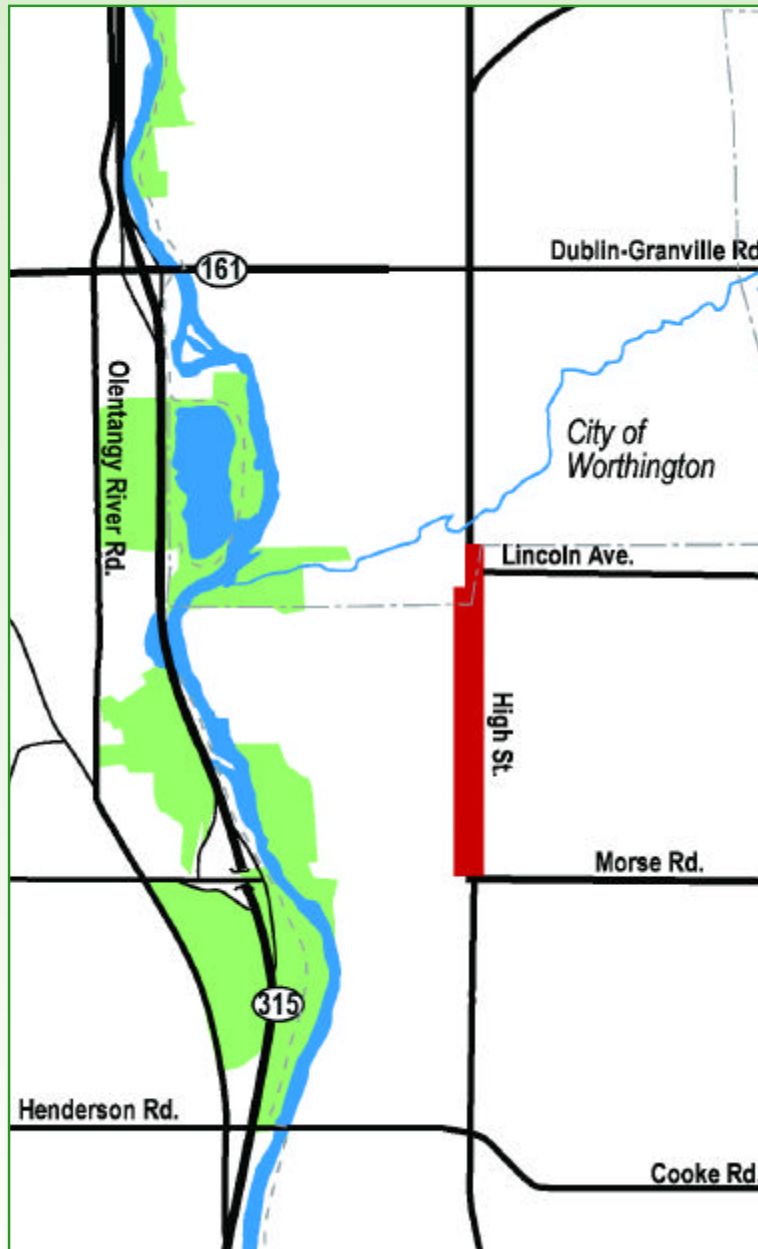 Dublin-Granville Rd.
161
Olentangy River Rd.
City of
Worthington
Lincoln Ave.
High St.
Morse Rd.
315
Henderson Rd.
Cooke Rd.